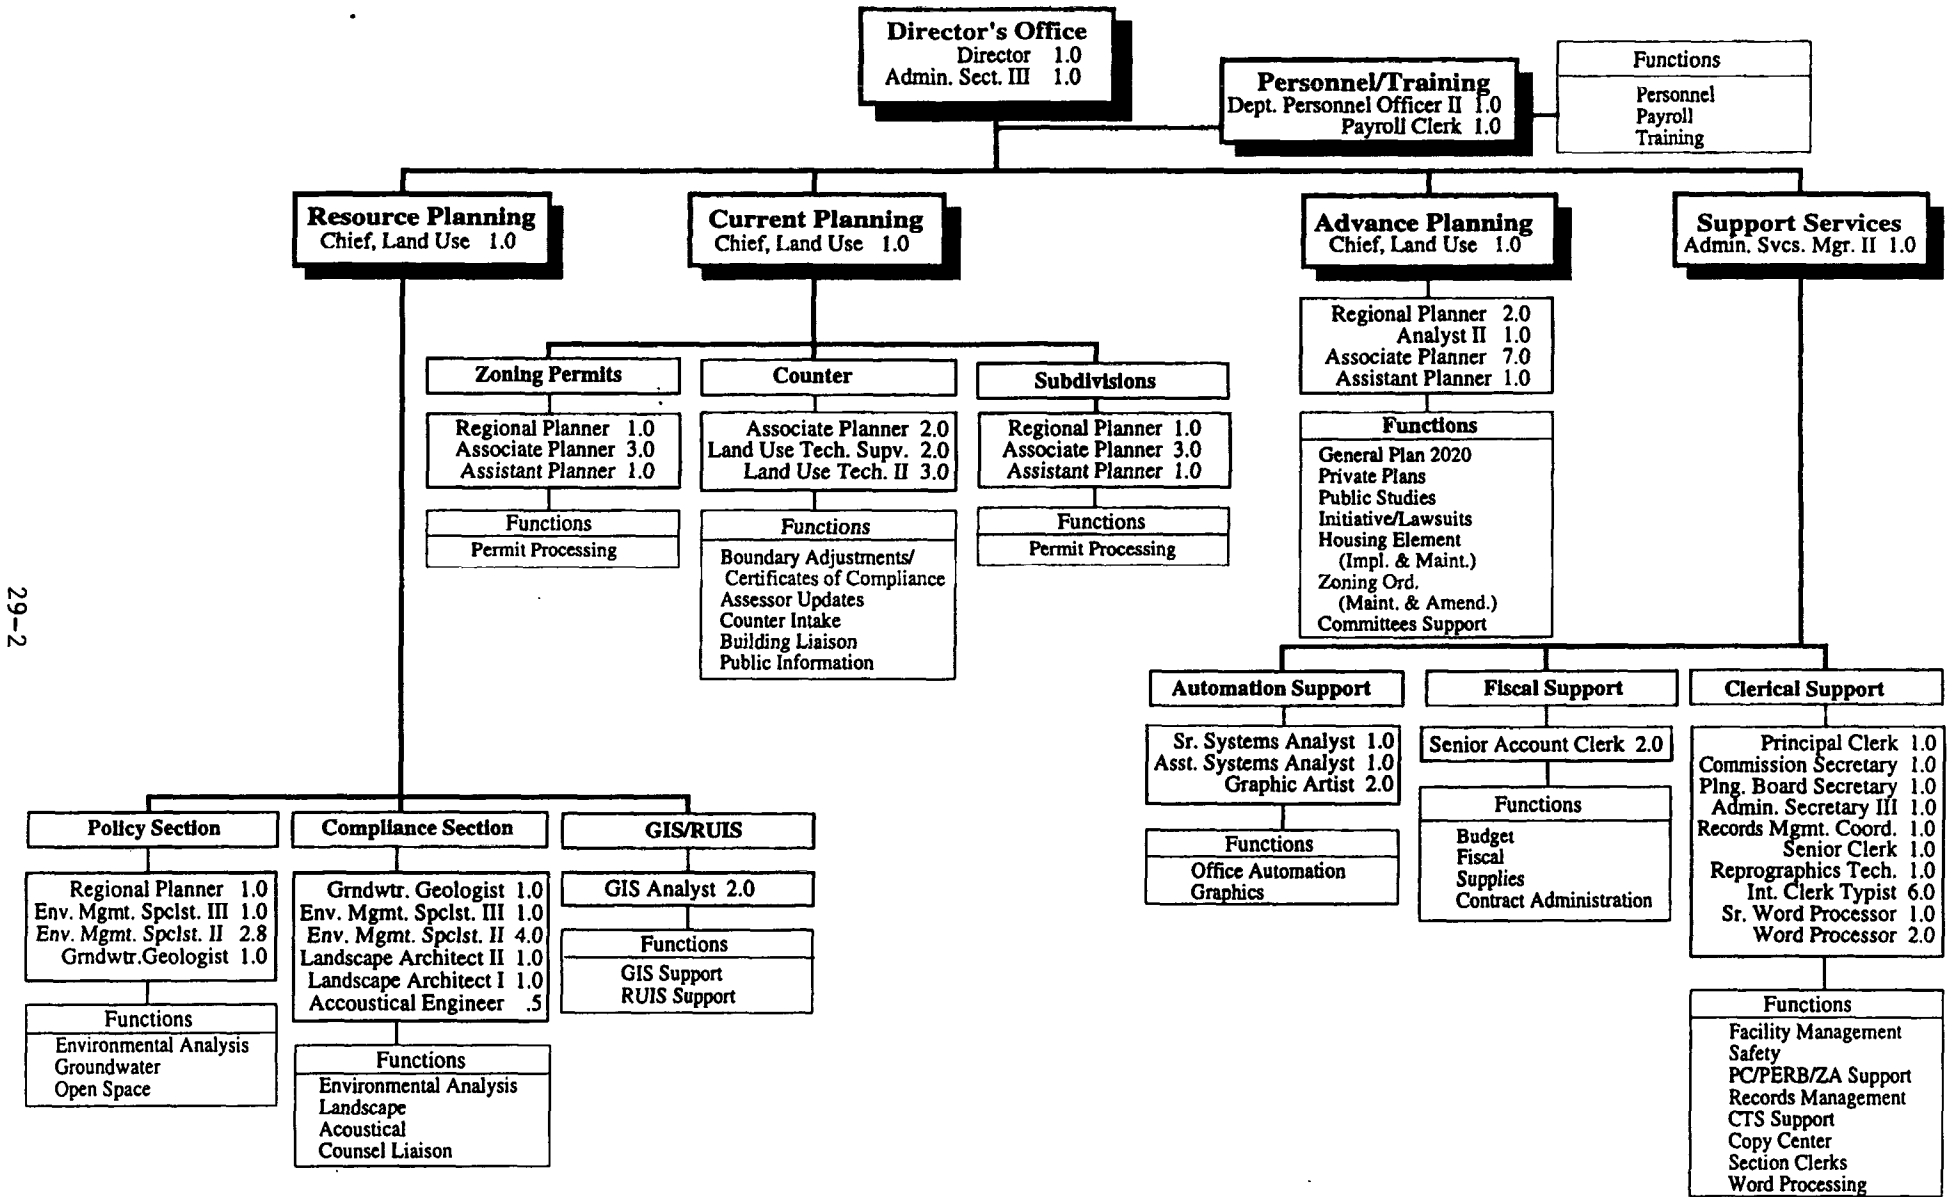 Director's Office
Director 1.0
Admin. Sect. III 1.0
Personnel/Training
Dept. Personnel Officer II 1.0
Payroll Clerk 1.0
Functions
Personnel
Payroll
Training
Resource Planning
Chief, Land Use 1.0
Current Planning
Chief, Land Use 1.0
Advance Planning
Chief, Land Use 1.0
Support Services
Admin. Svcs. Mgr. II 1.0
Zoning Permits
Regional Planner 1.0
Associate Planner 3.0
Assistant Planner 1.0
Functions
Permit Processing
Counter
Associate Planner 2.0
Land Use Tech. Supv. 2.0
Land Use Tech. II 3.0
Functions
Boundary Adjustments/
Certificates of Compliance
Assessor Updates
Counter Intake
Building Liaison
Public Information
Subdivisions
Regional Planner 1.0
Associate Planner 3.0
Assistant Planner 1.0
Functions
Permit Processing
Regional Planner 2.0
Analyst II 1.0
Associate Planner 7.0
Assistant Planner 1.0
Functions
General Plan 2020
Private Plans
Public Studies
Initiative/Lawsuits
Housing Element
(Impl. & Maint.)
Zoning Ord.
(Maint. & Amend.)
Committees Support
29-2
Policy Section
Regional Planner 1.0
Env. Mgmt. Spclst. III 1.0
Env. Mgmt. Spclst. II 2.8
Grndwtr.Geologist 1.0
Functions
Environmental Analysis
Groundwater
Open Space
Compliance Section
Grndwtr. Geologist 1.0
Env. Mgmt. Spclst. III 1.0
Env. Mgmt. Spclst. II 4.0
Landscape Architect II 1.0
Landscape Architect I 1.0
Accoustical Engineer .5
Functions
Environmental Analysis
Landscape
Acoustical
Counsel Liaison
GIS/RUIS
GIS Analyst 2.0
Functions
GIS Support
RUIS Support
Automation Support
Sr. Systems Analyst 1.0
Asst. Systems Analyst 1.0
Graphic Artist 2.0
Functions
Office Automation
Graphics
Fiscal Support
Senior Account Clerk 2.0
Functions
Budget
Fiscal
Supplies
Contract Administration
Clerical Support
Principal Clerk 1.0
Commission Secretary 1.0
Plng. Board Secretary 1.0
Admin. Secretary III 1.0
Records Mgmt. Coord. 1.0
Senior Clerk 1.0
Reprographics Tech. 1.0
Int. Clerk Typist 6.0
Sr. Word Processor 1.0
Word Processor 2.0
Functions
Facility Management
Safety
PC/PERB/ZA Support
Records Management
CTS Support
Copy Center
Section Clerks
Word Processing